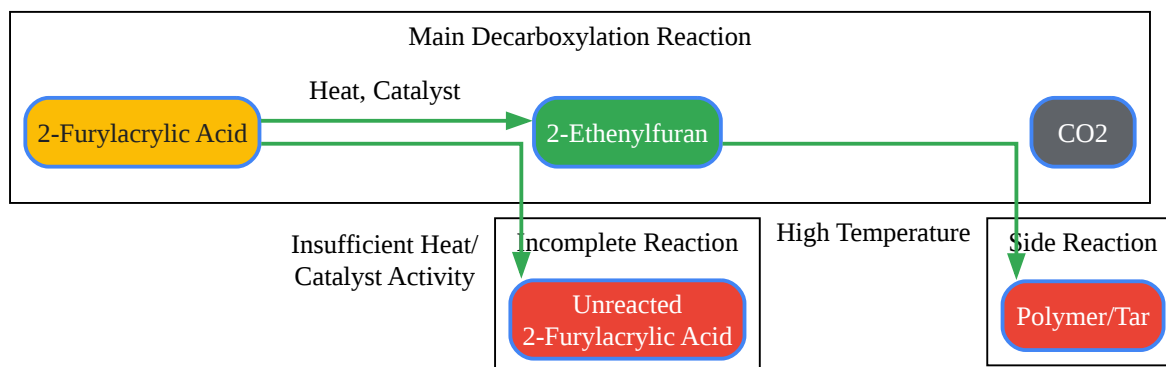 Main Decarboxylation Reaction
Heat, Catalyst
2-Furylacrylic Acid
2-Ethenylfuran
CO2
Insufficient Heat/
Catalyst Activity
Incomplete Reaction
High Temperature
Side Reaction
Unreacted
2-Furylacrylic Acid
Polymer/Tar